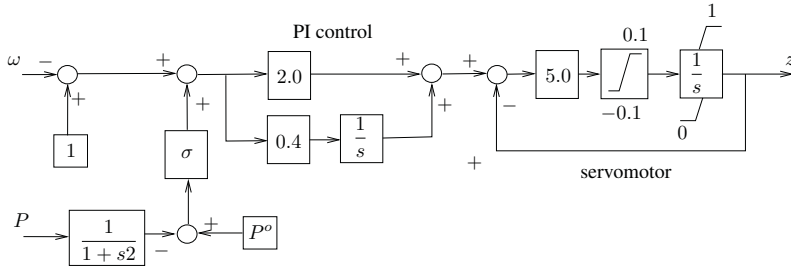 PI control
1
0.1
ω
−
+
+
+
+
−
z
2.0
5.0
1
s
+
+
−0.1
0
1
+
0.4
1
s
σ
+
servomotor
P
1
1 + s2
−
+
P^o